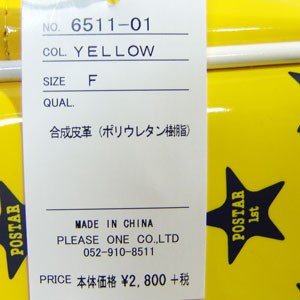 NO. 6511-01
COL. YELLOW
SIZE F
QUAL.
合成皮革 (ポリウレタン樹脂)
MADE IN CHINA
PLEASE ONE CO.,LTD
052-910-8511
PRICE 本体価格 ¥2,800 +税
POSTAR
POSTAR
1st